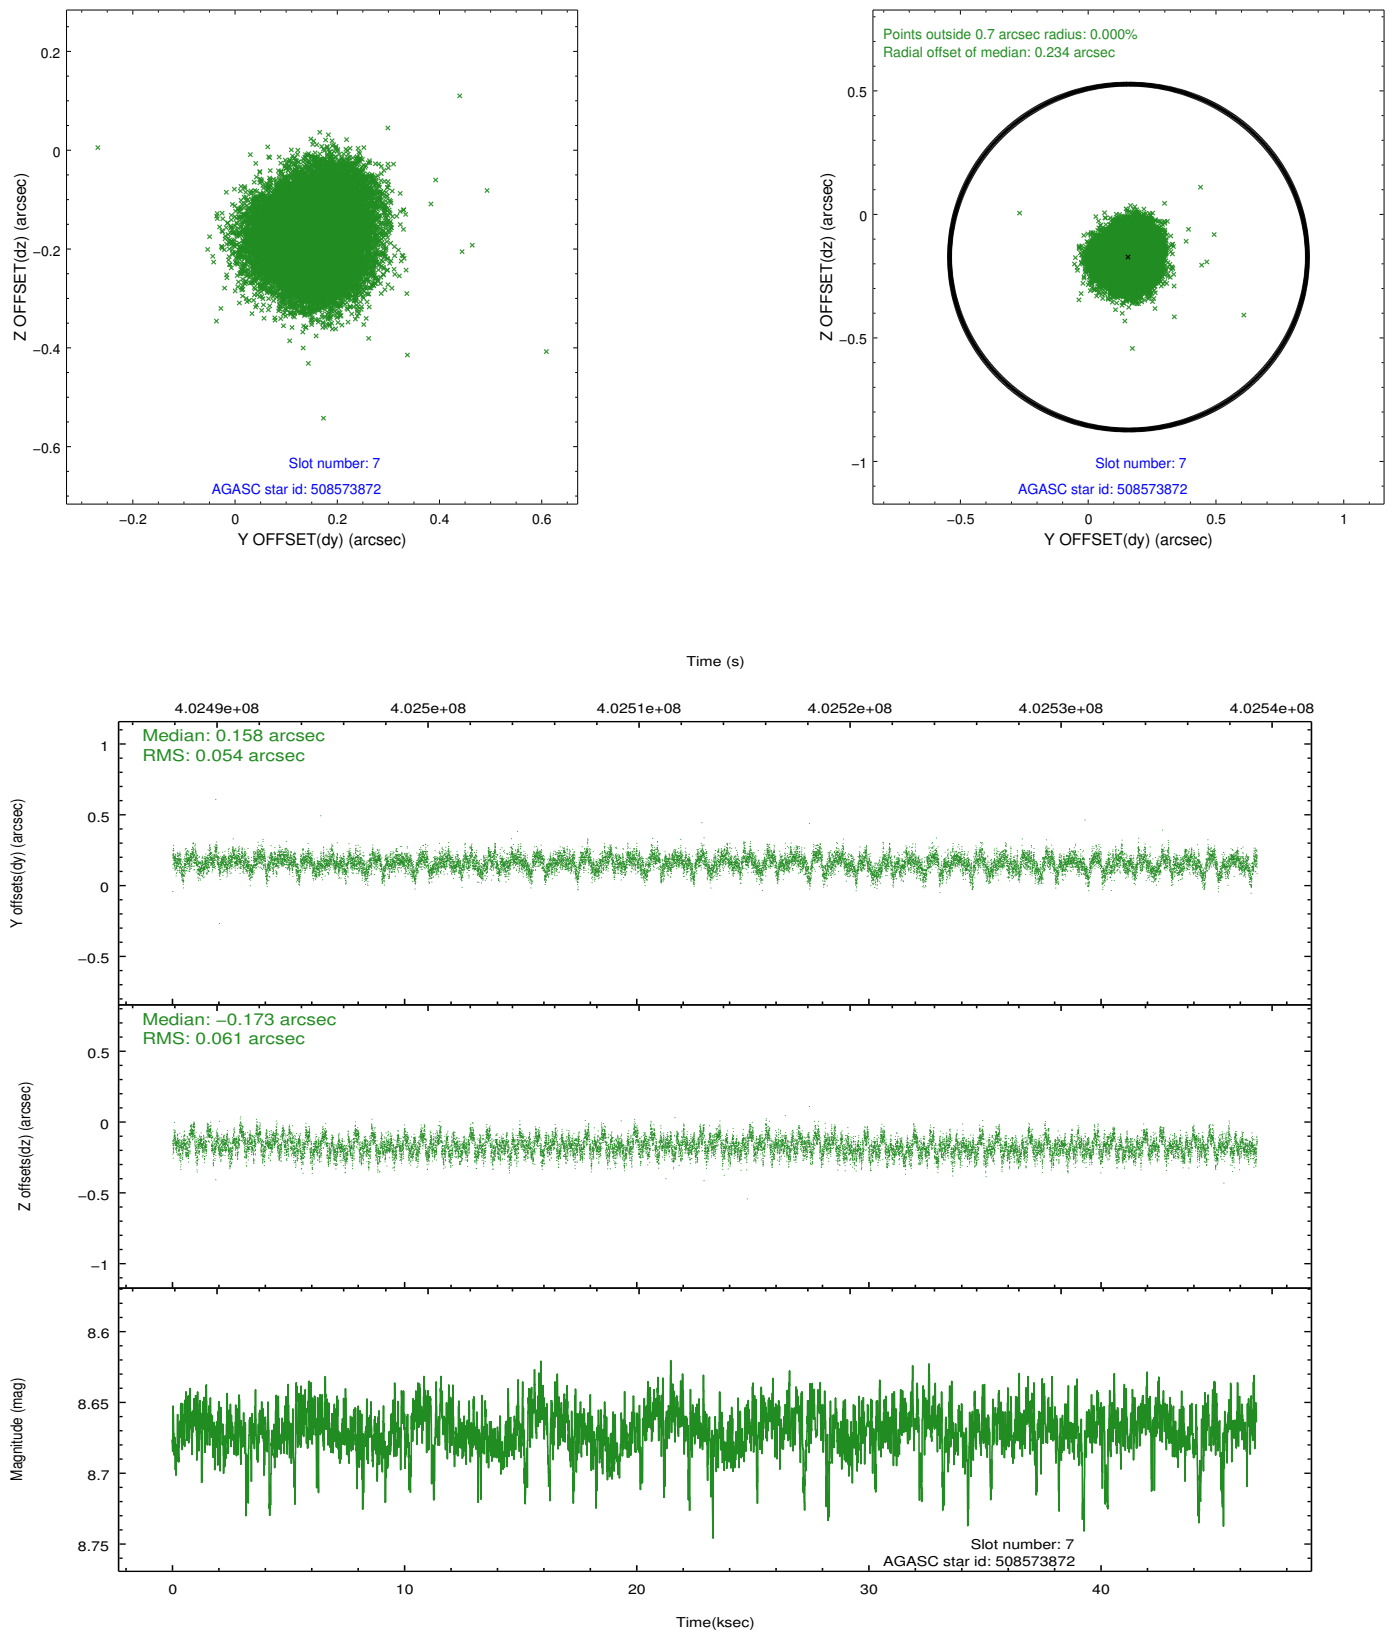 0.2
0
−0.2
−0.4
−0.6
Z OFFSET(dz) (arcsec)
Slot number: 7
AGASC star id: 508573872
−0.2 0 0.2 0.4 0.6
Y OFFSET(dy) (arcsec)
Points outside 0.7 arcsec radius: 0.000%
Radial offset of median: 0.234 arcsec
0.5
0
−0.5
−1
Z OFFSET(dz) (arcsec)
Slot number: 7
AGASC star id: 508573872
−0.5 0 0.5 1
Y OFFSET(dy) (arcsec)
Time (s)
4.0249e+08 4.025e+08 4.0251e+08 4.0252e+08 4.0253e+08 4.0254e+08
Median: 0.158 arcsec
RMS: 0.054 arcsec
1
0.5
0
−0.5
Y offsets(dy) (arcsec)
Median: −0.173 arcsec
RMS: 0.061 arcsec
0.5
0
−0.5
−1
Z offsets(dz) (arcsec)
8.6
8.65
8.7
8.75
Magnitude (mag)
Slot number: 7
AGASC star id: 508573872
0 10 20 30 40
Time(ksec)